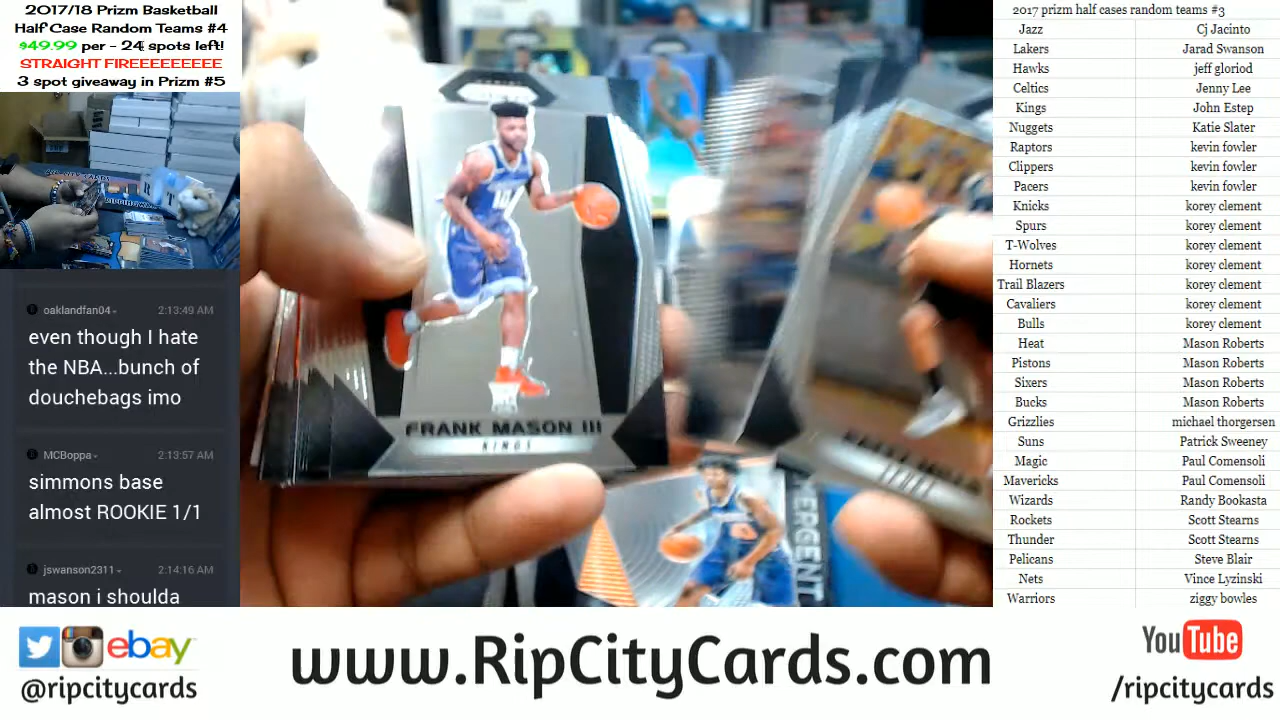 2017/18 Prizm Basketball
Half Case Random Teams #4
$49.99 per - 24 spots left!
STRAIGHT FIREEEEEEEEE
3 spot giveaway in Prizm #5
oaklandfan04 2:13:49 AM
even though I hate
the NBA...bunch of
douchebags imo
MCBoppa 2:13:57 AM
simmons base
almost ROOKIE 1/1
jswanson2311 2:14:16 AM
mason i shoulda
PRIZM
FRANK MASON III
KINGS
EMERGENT
2017 prizm half cases random teams #3
Jazz Cj Jacinto
Lakers Jarad Swanson
Hawks jeff gloriod
Celtics Jenny Lee
Kings John Estep
Nuggets Katie Slater
Raptors kevin fowler
Clippers kevin fowler
Pacers kevin fowler
Knicks korey clement
Spurs korey clement
T-Wolves korey clement
Hornets korey clement
Trail Blazers korey clement
Cavaliers korey clement
Bulls korey clement
Heat Mason Roberts
Pistons Mason Roberts
Sixers Mason Roberts
Bucks Mason Roberts
Grizzlies michael thorgersen
Suns Patrick Sweeney
Magic Paul Comensoli
Mavericks Paul Comensoli
Wizards Randy Bookasta
Rockets Scott Stearns
Thunder Scott Stearns
Pelicans Steve Blair
Nets Vince Lyzinski
Warriors ziggy bowles
ebay
@ripcitycards
www.RipCityCards.com
YouTube
/ripcitycards